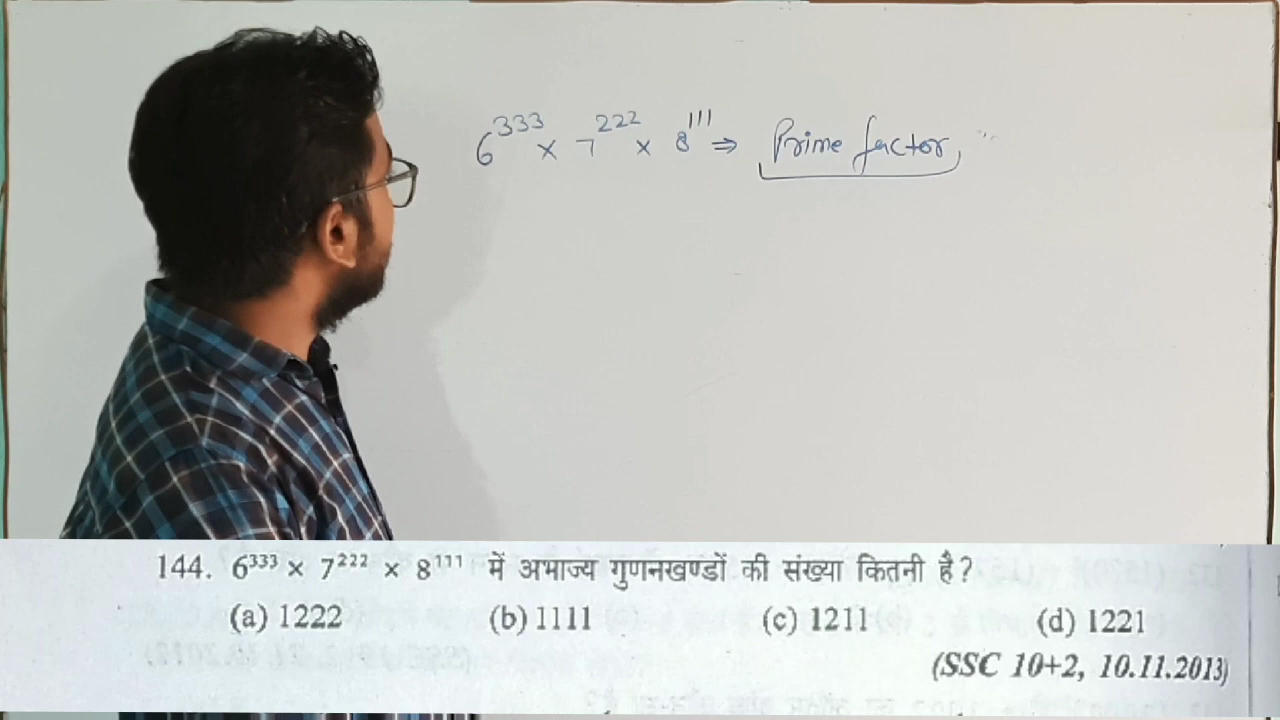 6³³³ × 7²²² × 8¹¹¹ ⇒ Prime factor,
144. 6³³³ × 7²²² × 8¹¹¹ में अभाज्य गुणनखण्डों की संख्या कितनी है?
(a) 1222 (b) 1111 (c) 1211 (d) 1221
(SSC 10+2, 10.11.2013)